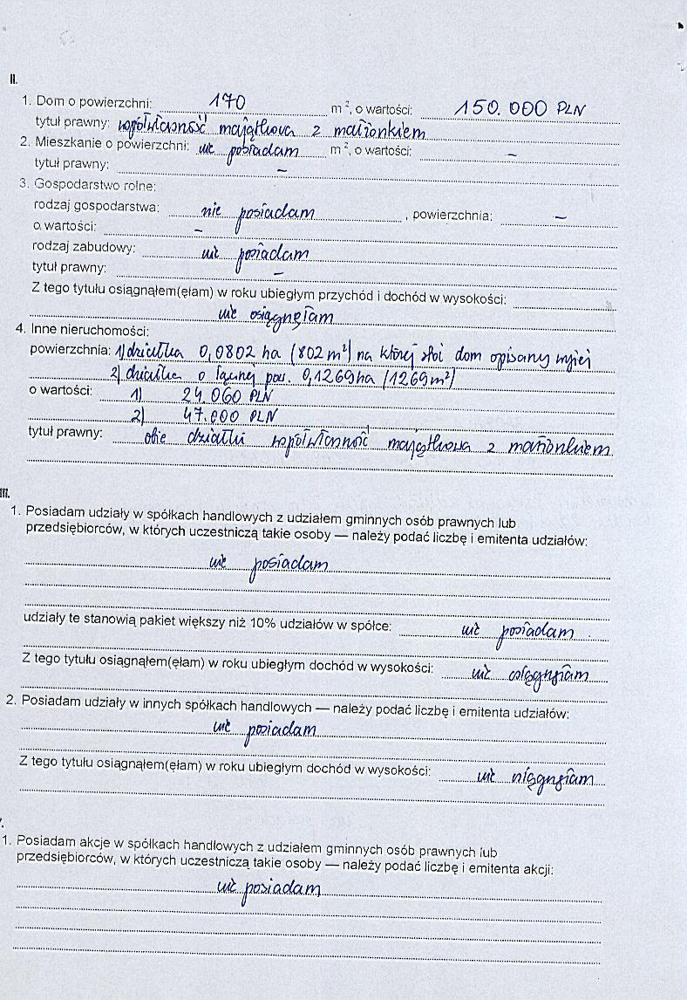 II.
1. Dom o powierzchni: 170 m², o wartości: 150.000 PLN
tytuł prawny: współwłasność majątkowa z małżonkiem
2. Mieszkanie o powierzchni: nie posiadam m², o wartości: –
tytuł prawny: –
3. Gospodarstwo rolne:
rodzaj gospodarstwa: nie posiadam, powierzchnia: –
o wartości: –
rodzaj zabudowy: nie posiadam
tytuł prawny: –
Z tego tytułu osiągnąłem(ęłam) w roku ubiegłym przychód i dochód w wysokości:
nie osiągnęłam
4. Inne nieruchomości:
powierzchnia: 1) działka 0,0802 ha (802 m²) na której stoi dom opisany wyżej
2) działka o łącznej pow. 0,1269 ha (1269 m²)
o wartości: 1) 24.060 PLN
2) 47.000 PLN
tytuł prawny: obie działki współwłasność majątkowa z małżonkiem
III.
1. Posiadam udziały w spółkach handlowych z udziałem gminnych osób prawnych lub
przedsiębiorców, w których uczestniczą takie osoby — należy podać liczbę i emitenta udziałów:
nie posiadam
udziały te stanowią pakiet większy niż 10% udziałów w spółce: nie posiadam.
Z tego tytułu osiągnąłem(ęłam) w roku ubiegłym dochód w wysokości: nie osiągnęłam
2. Posiadam udziały w innych spółkach handlowych — należy podać liczbę i emitenta udziałów:
nie posiadam
Z tego tytułu osiągnąłem(ęłam) w roku ubiegłym dochód w wysokości: nie osiągnęłam
1. Posiadam akcje w spółkach handlowych z udziałem gminnych osób prawnych lub
przedsiębiorców, w których uczestniczą takie osoby — należy podać liczbę i emitenta akcji:
nie posiadam